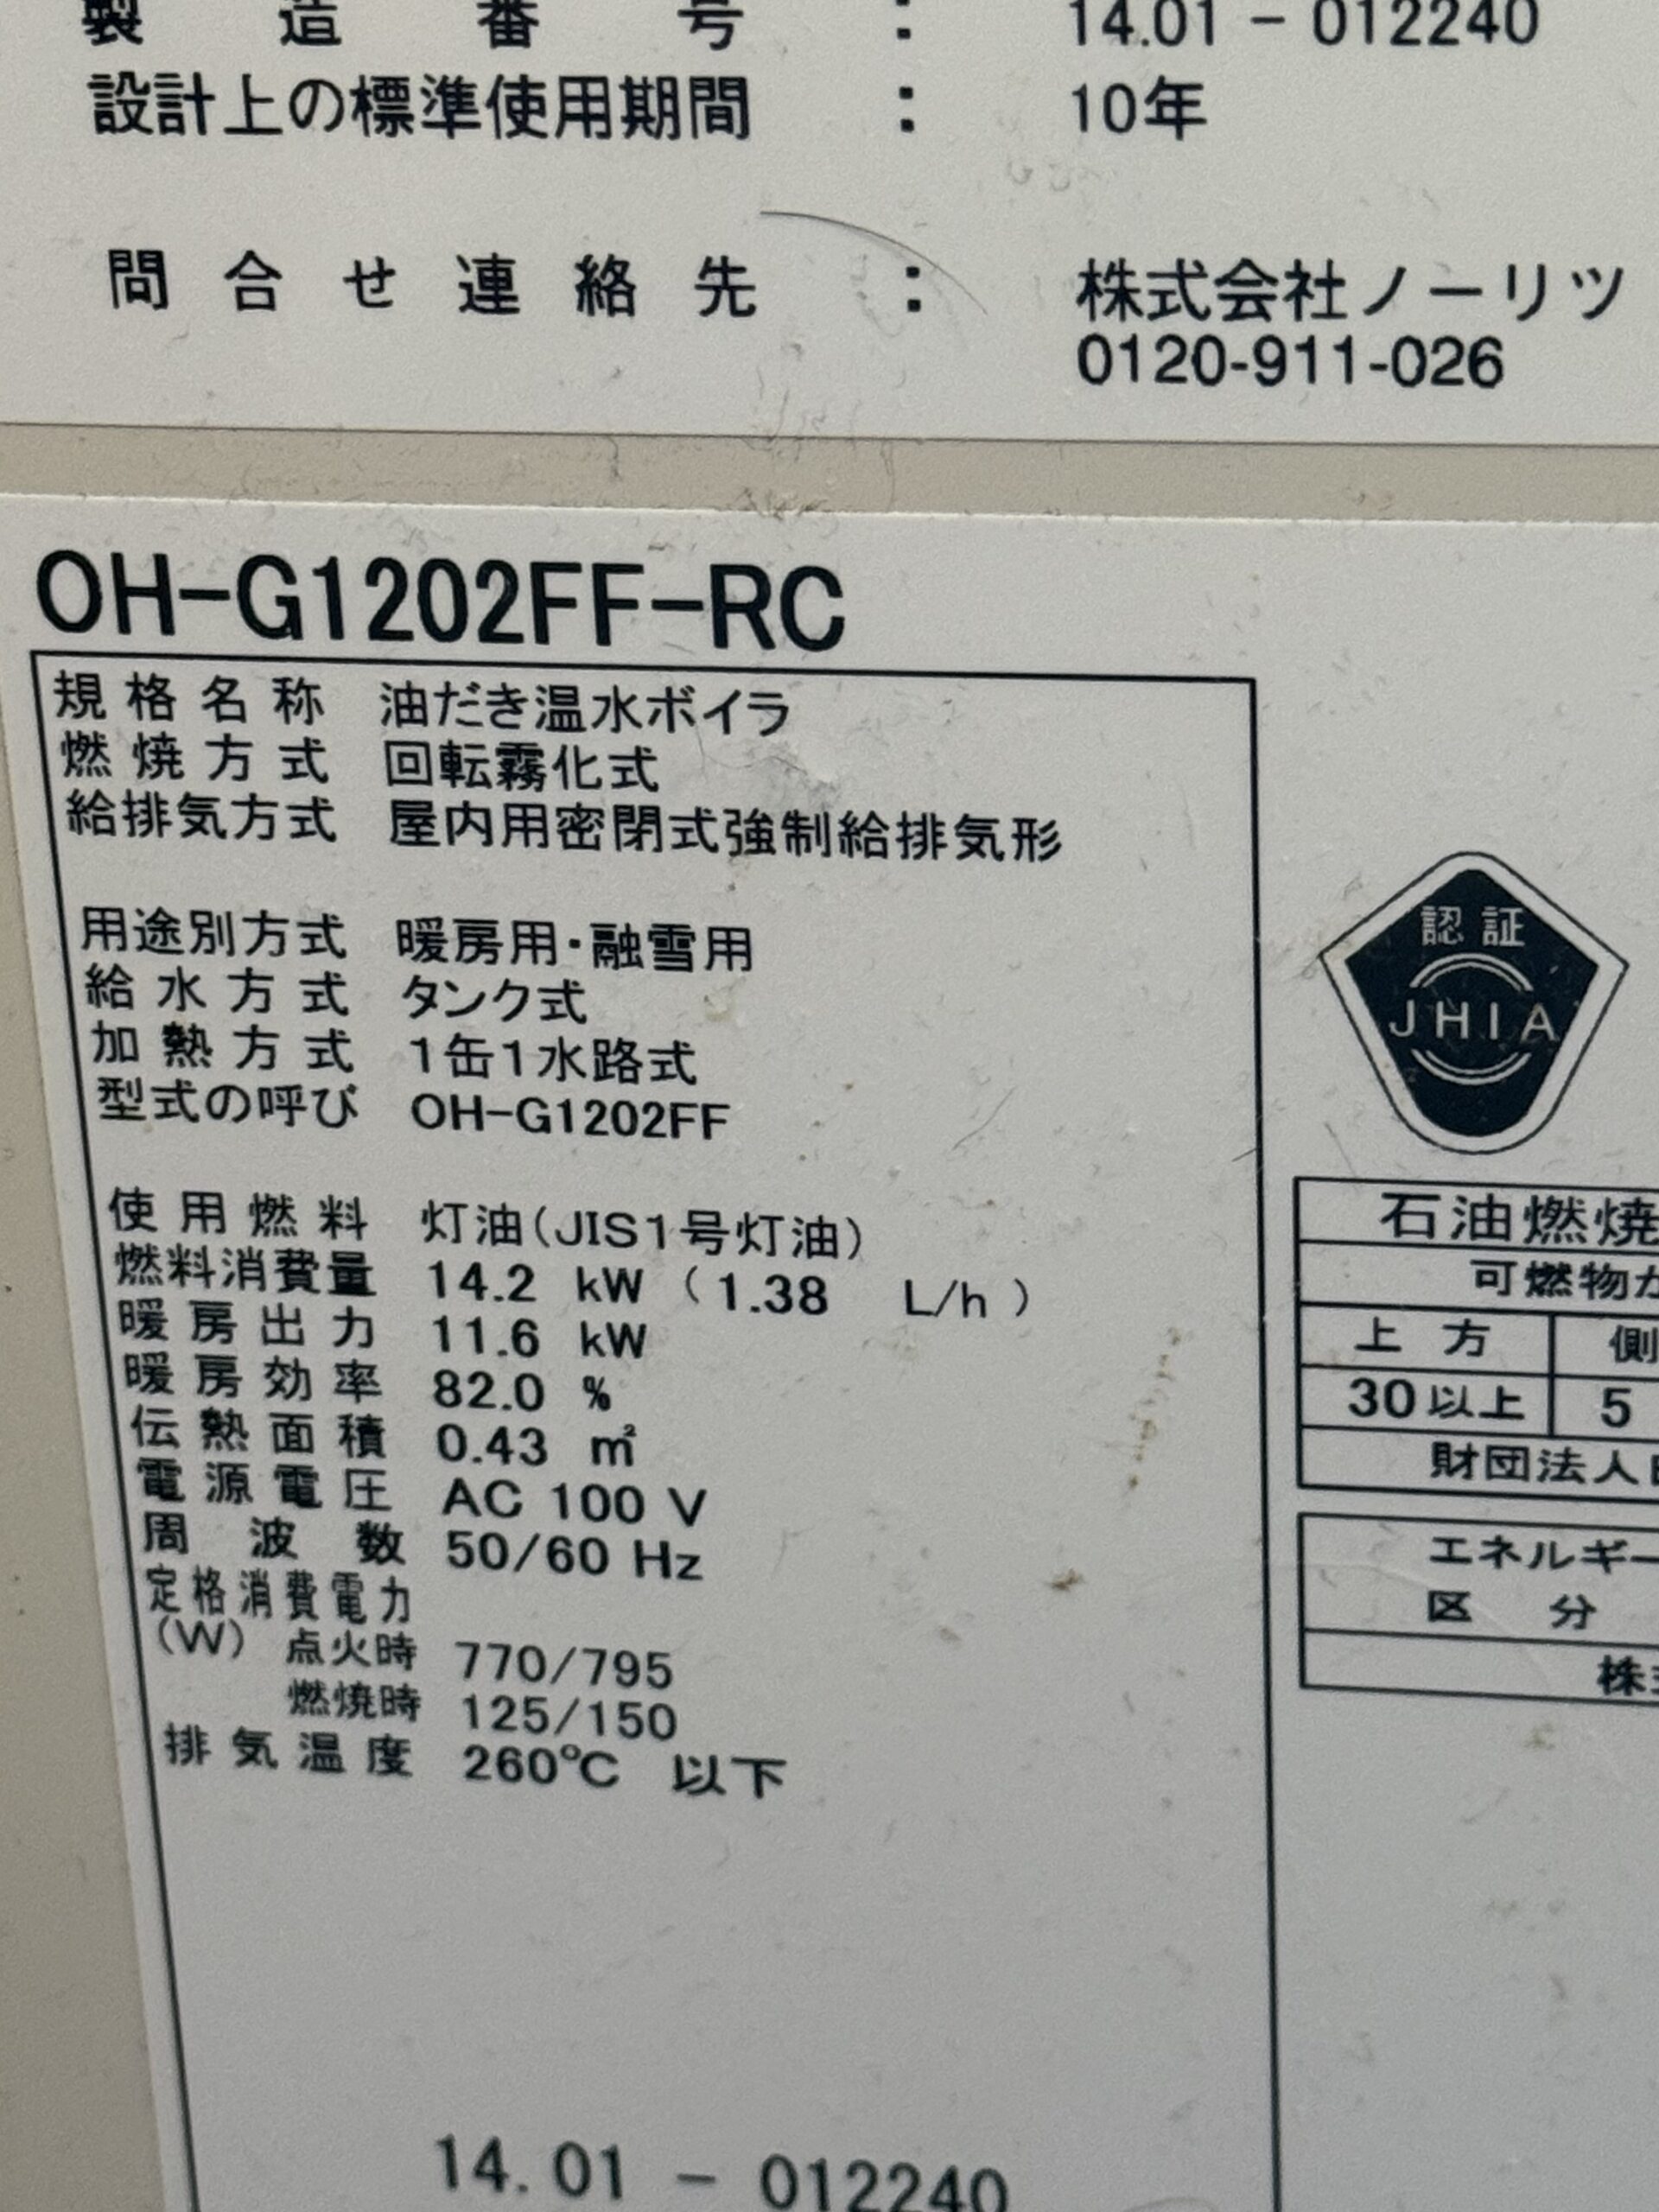 製造番号 : 14.01 - 012240
設計上の標準使用期間 : 10年
問合せ連絡先 : 株式会社ノーリツ
0120-911-026
OH-G1202FF-RC
規格名称 油だき温水ボイラ
燃焼方式 回転霧化式
給排気方式 屋内用密閉式強制給排気形
用途別方式 暖房用・融雪用
給水方式 タンク式
加熱方式 1缶1水路式
型式の呼び OH-G1202FF
使用燃料 灯油(JIS1号灯油)
燃料消費量 14.2 kW (1.38 L/h)
暖房出力 11.6 kW
暖房効率 82.0 %
伝熱面積 0.43 ㎡
電源電圧 AC 100 V
周波数 50/60 Hz
定格消費電力
(W) 点火時 770/795
燃焼時 125/150
排気温度 260℃ 以下
14.01 - 012240
認証
JHIA
石油燃焼
可燃物か
上方 側
30以上 5
財団法人
エネルギー
区分
株式